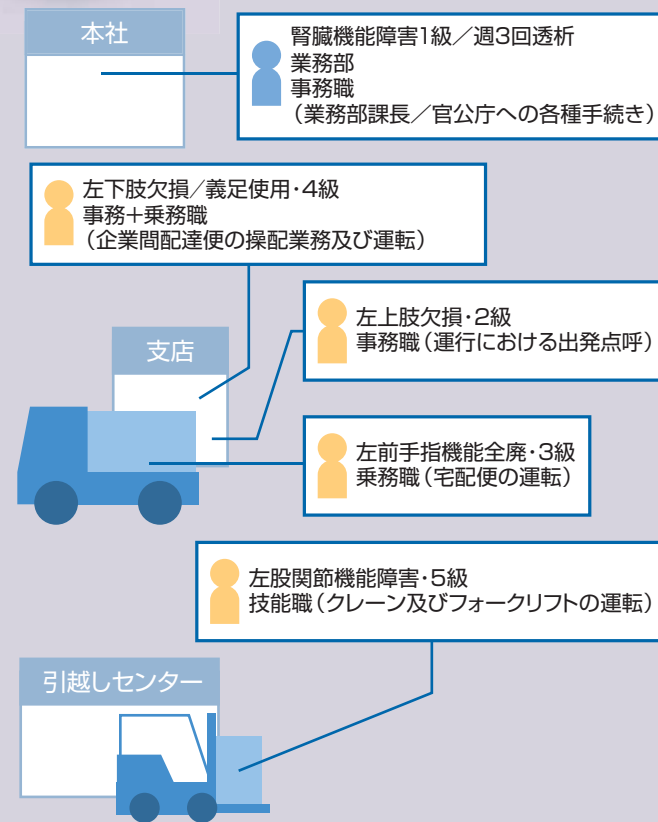 本社
腎臓機能障害1級／週3回透析
業務部
事務職
（業務部課長／官公庁への各種手続き）
左下肢欠損／義足使用・4級
事務＋乗務職
（企業間配達便の操配業務及び運転）
支店
左上肢欠損・2級
事務職（運行における出発点呼）
左前手指機能全廃・3級
乗務職（宅配便の運転）
左股関節機能障害・5級
技能職（クレーン及びフォークリフトの運転）
引越しセンター